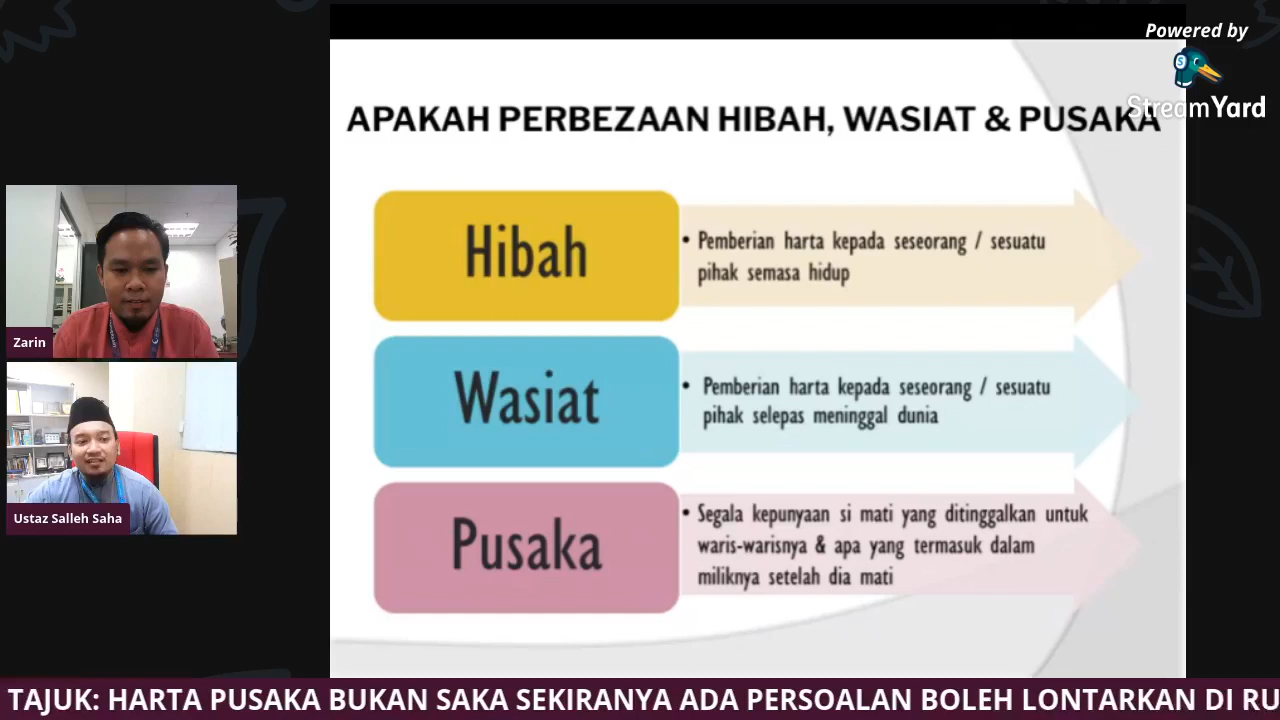 Powered by
StreamYard
APAKAH PERBEZAAN HIBAH, WASIAT & PUSAKA
Hibah
• Pemberian harta kepada seseorang / sesuatu
pihak semasa hidup
Wasiat
• Pemberian harta kepada seseorang / sesuatu
pihak selepas meninggal dunia
Pusaka
• Segala kepunyaan si mati yang ditinggalkan untuk
waris-warisnya & apa yang termasuk dalam
miliknya setelah dia mati
Zarin
Ustaz Salleh Saha
TAJUK: HARTA PUSAKA BUKAN SAKA SEKIRANYA ADA PERSOALAN BOLEH LONTARKAN DI RU